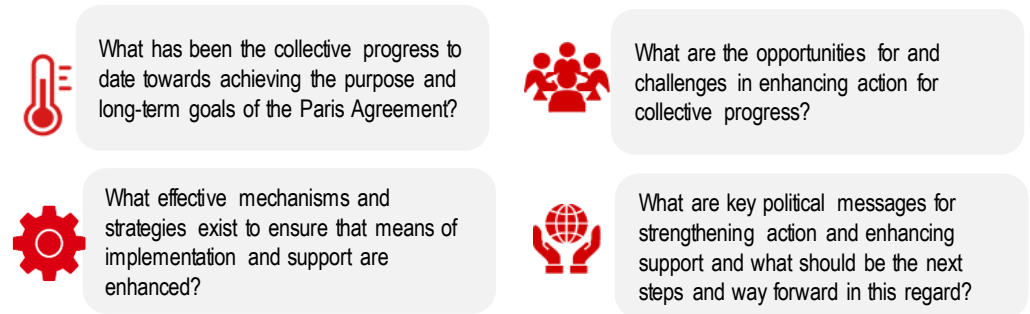 What has been the collective progress to
date towards achieving the purpose and
long-term goals of the Paris Agreement?
What are the opportunities for and
challenges in enhancing action for
collective progress?
What effective mechanisms and
strategies exist to ensure that means of
implementation and support are
enhanced?
What are key political messages for
strengthening action and enhancing
support and what should be the next
steps and way forward in this regard?